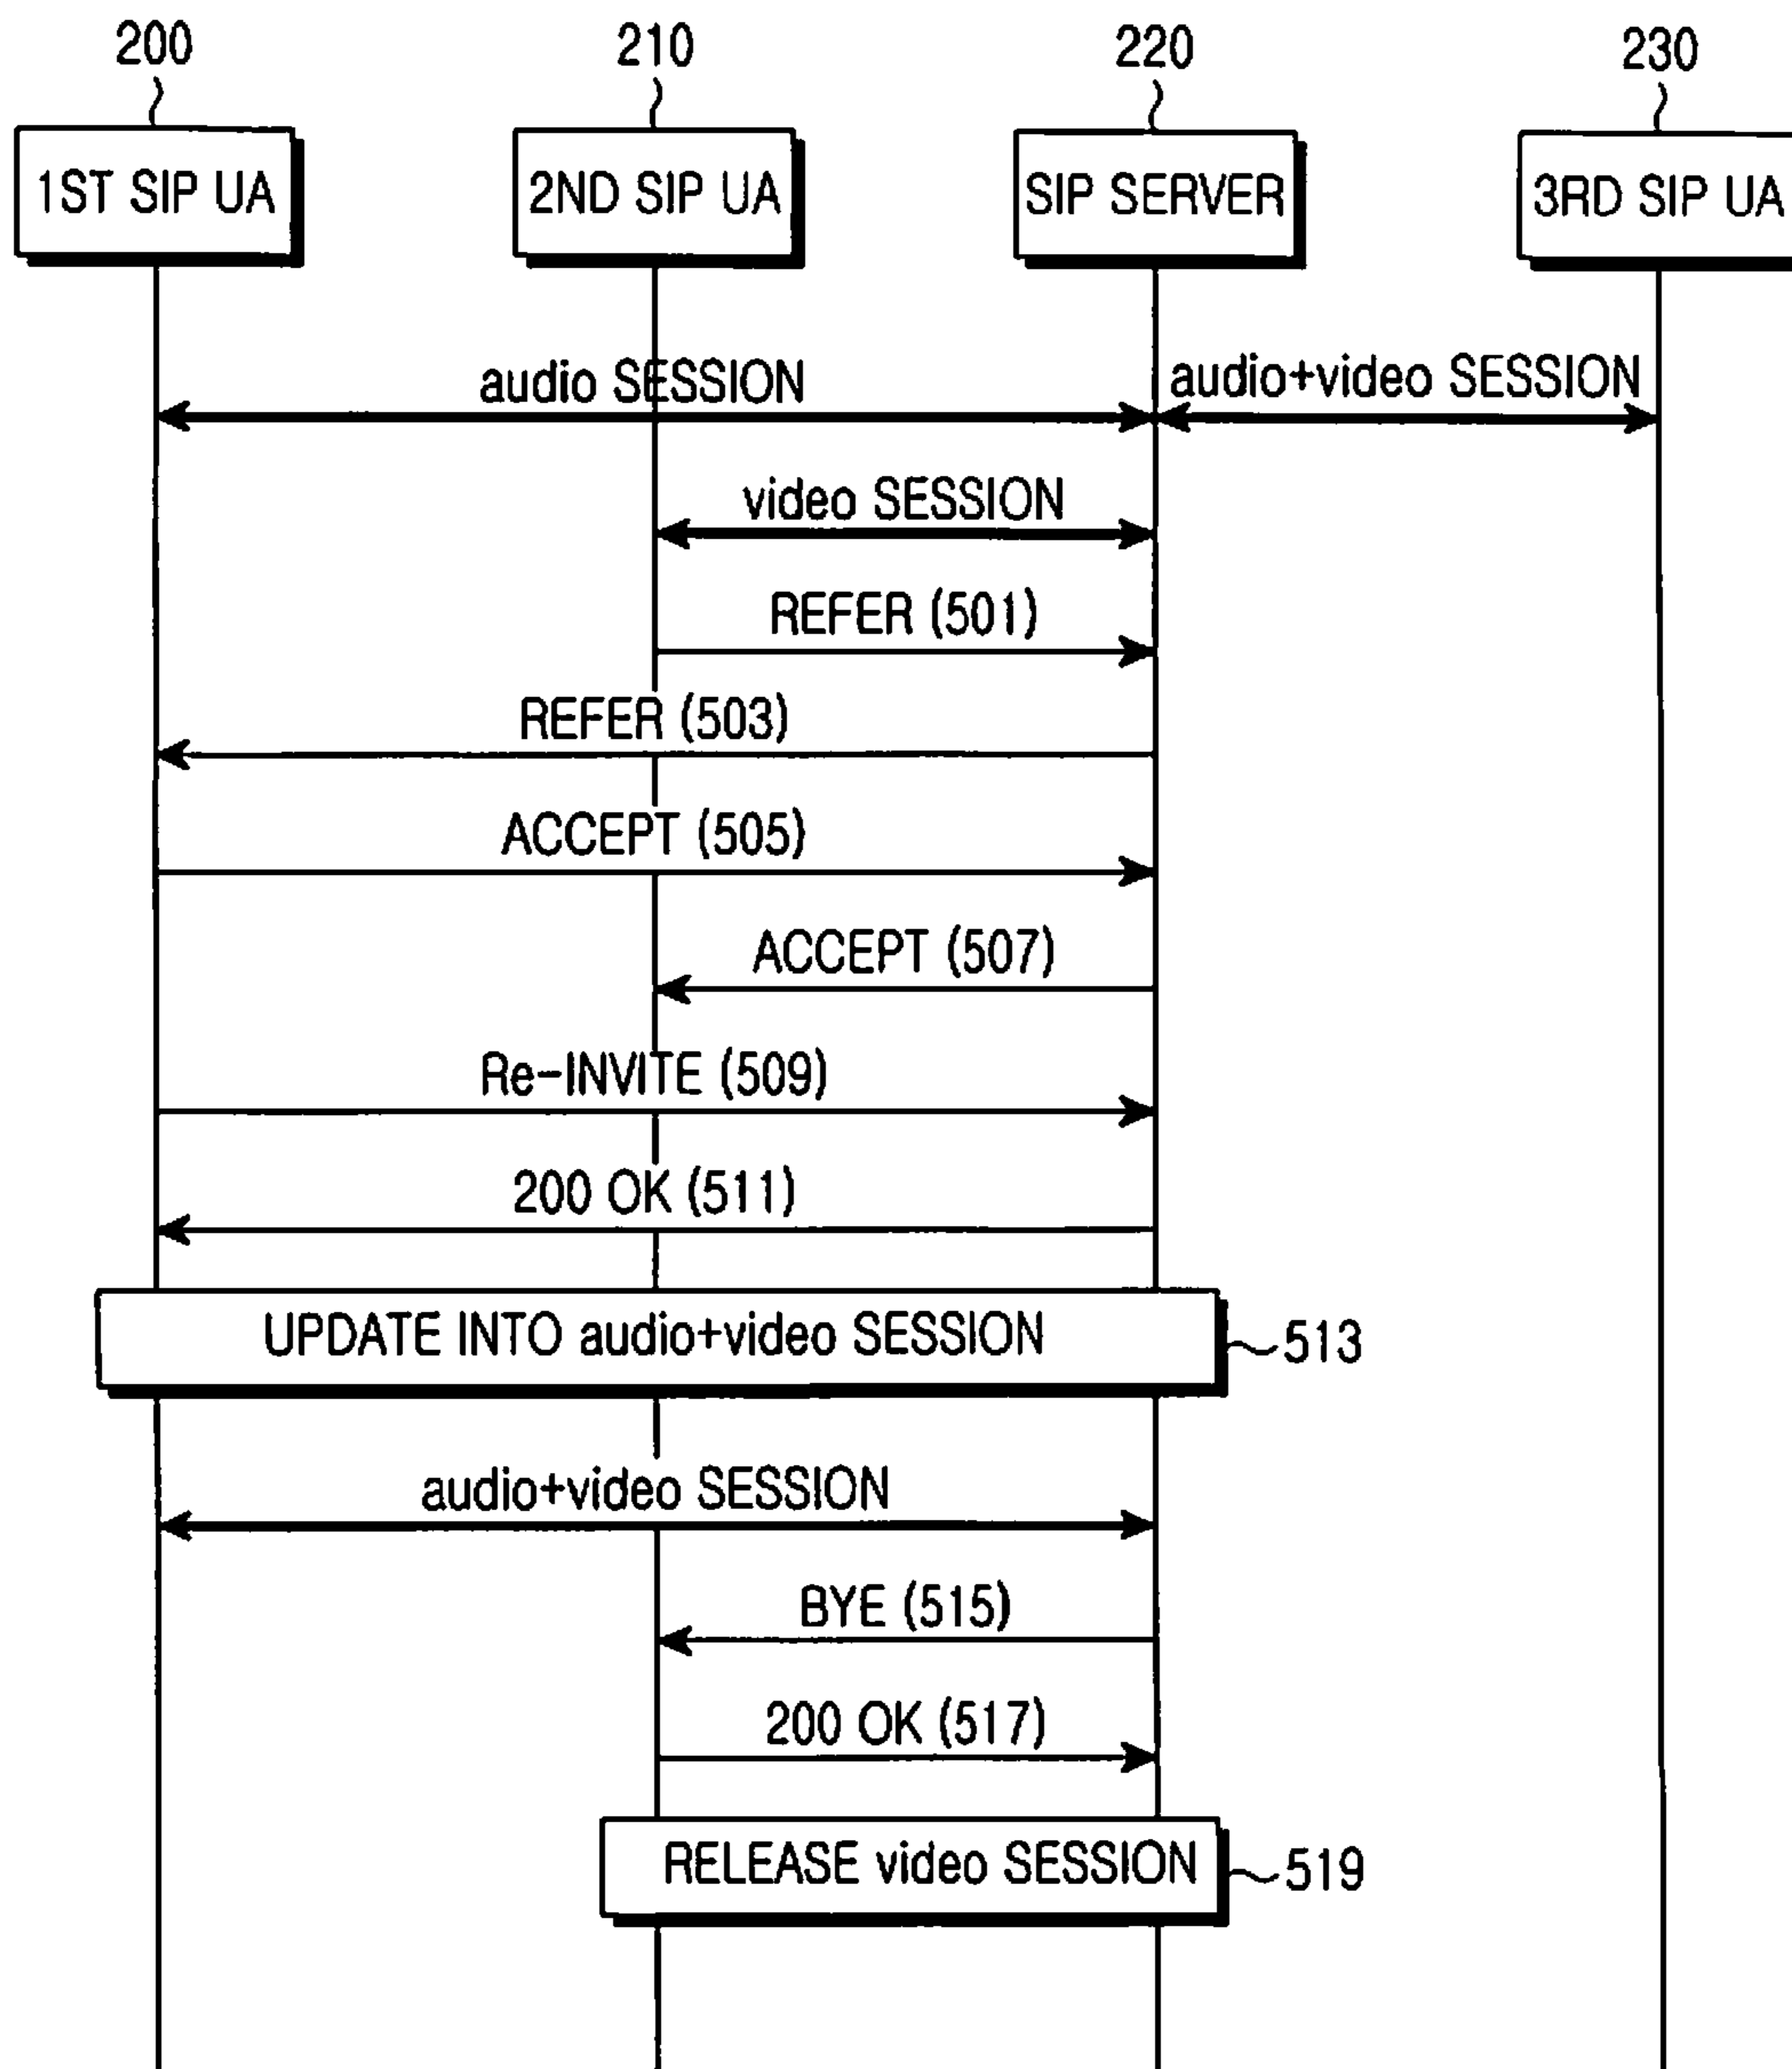 200
210
220
230
1ST SIP UA
2ND SIP UA
SIP SERVER
3RD SIP UA
audio SESSION
audio+video SESSION
video SESSION
REFER (501)
REFER (503)
ACCEPT (505)
ACCEPT (507)
Re-INVITE (509)
200 OK (511)
UPDATE INTO audio+video SESSION
513
audio+video SESSION
BYE (515)
200 OK (517)
RELEASE video SESSION
519